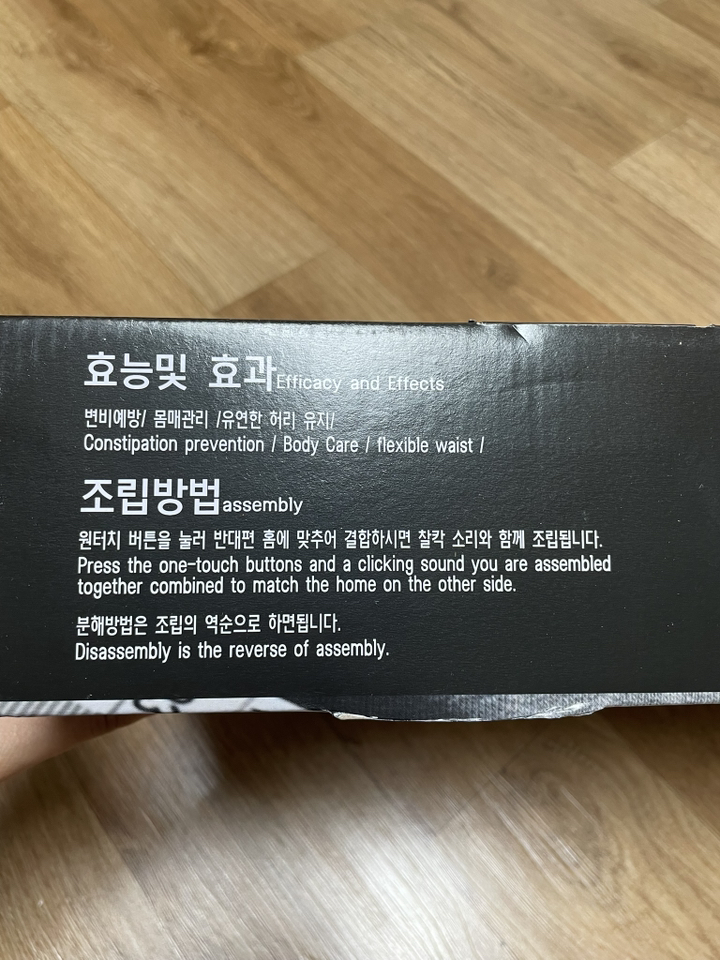 효능및 효과Efficacy and Effects
변비예방/ 몸매관리 /유연한 허리 유지/
Constipation prevention / Body Care / flexible waist /
조립방법assembly
원터치 버튼을 눌러 반대편 홈에 맞추어 결합하시면 찰칵 소리와 함께 조립됩니다.
Press the one-touch buttons and a clicking sound you are assembled
together combined to match the home on the other side.
분해방법은 조립의 역순으로 하면됩니다.
Disassembly is the reverse of assembly.